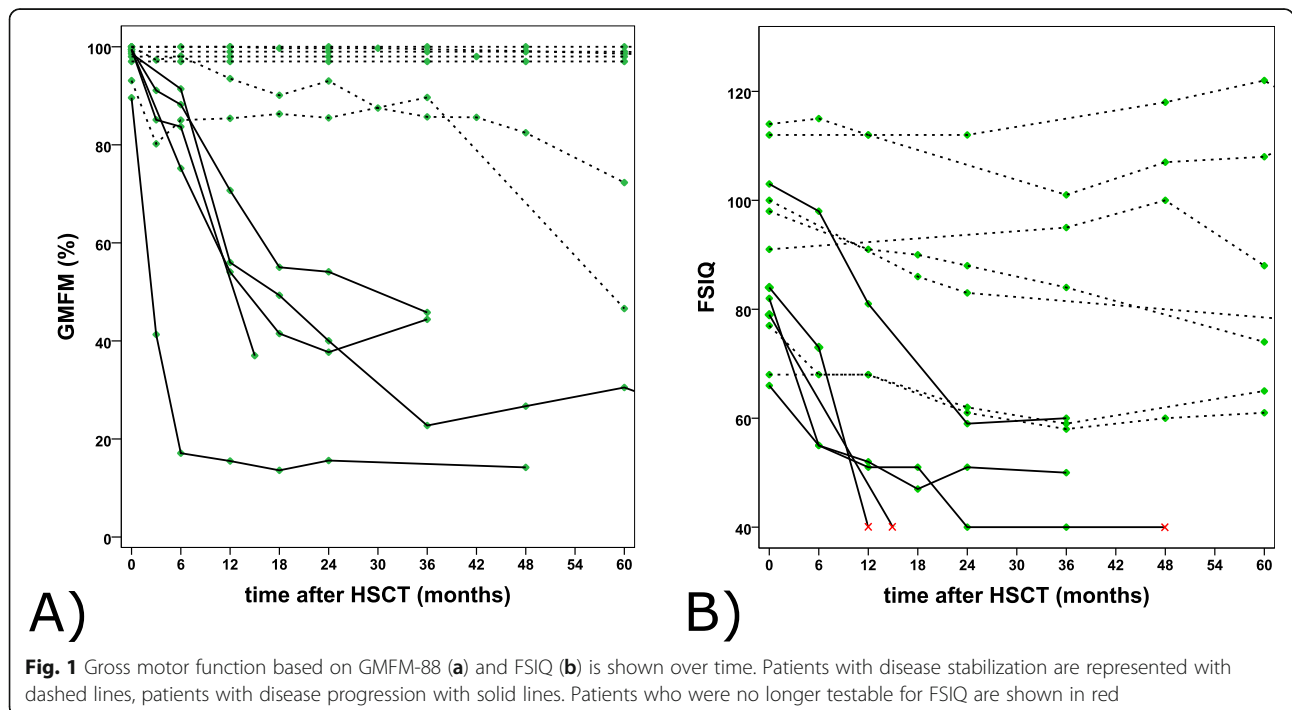 100
80
60
40
20
0
GMFM (%)
0 6 12 18 24 30 36 42 48 54 60
time after HSCT (months)
A)
120
100
80
60
40
FSIQ
0 6 12 18 24 30 36 42 48 54 60
time after HSCT (months)
B)
Fig. 1 Gross motor function based on GMFM-88 (a) and FSIQ (b) is shown over time. Patients with disease stabilization are represented with
dashed lines, patients with disease progression with solid lines. Patients who were no longer testable for FSIQ are shown in red